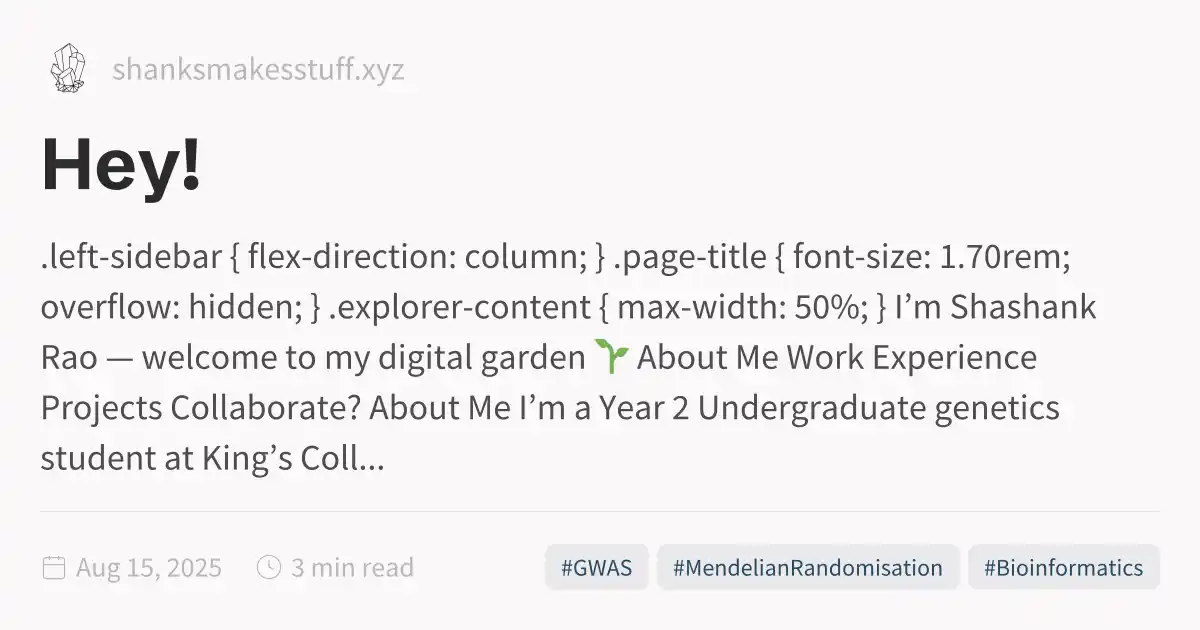 shanksmakesstuff.xyz
Hey!
.left-sidebar { flex-direction: column; } .page-title { font-size: 1.70rem;
overflow: hidden; } .explorer-content { max-width: 50%; } I’m Shashank
Rao — welcome to my digital garden 🌱 About Me Work Experience
Projects Collaborate? About Me I’m a Year 2 Undergraduate genetics
student at King’s Coll...
Aug 15, 2025 3 min read #GWAS #MendelianRandomisation #Bioinformatics